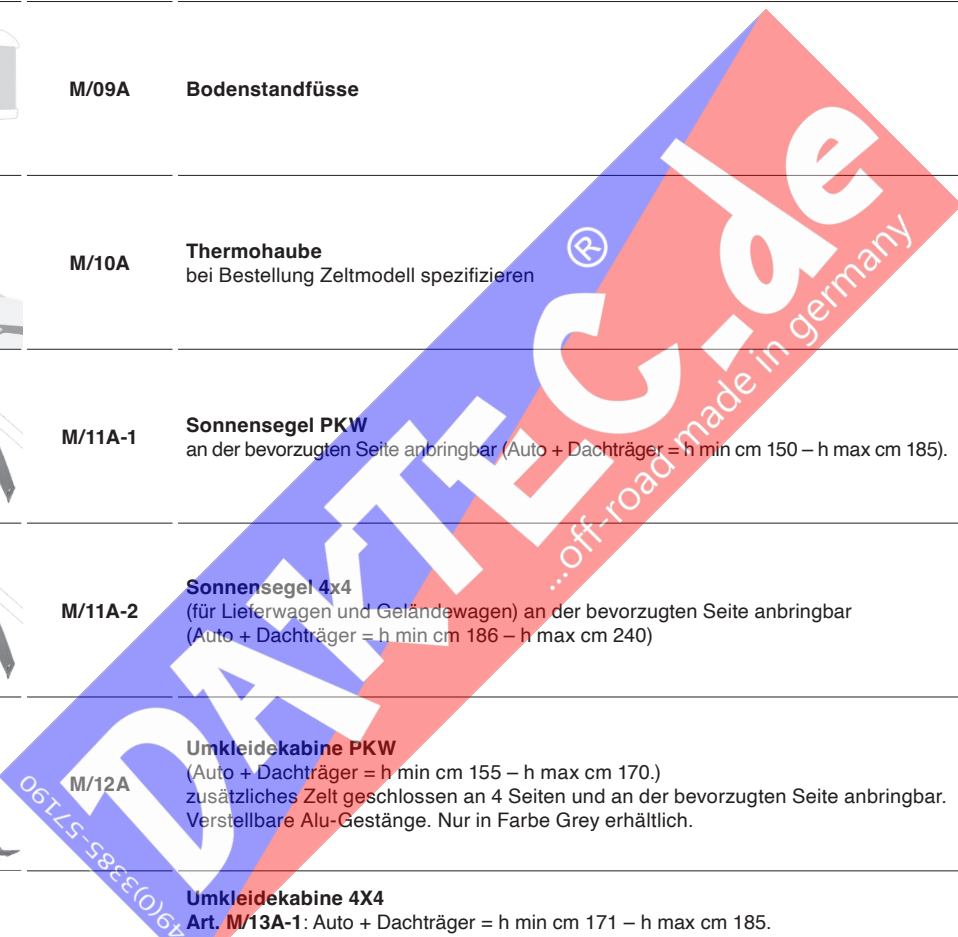 M/09A
Bodenstandfüsse
M/10A
Thermohaube
bei Bestellung Zeltmodell spezifizieren
M/11A-1
Sonnensegel PKW
an der bevorzugten Seite anbringbar (Auto + Dachträger = h min cm 150 – h max cm 185).
M/11A-2
Sonnensegel 4x4
(für Lieferwagen und Geländewagen) an der bevorzugten Seite anbringbar
(Auto + Dachträger = h min cm 186 – h max cm 240)
M/12A
Umkleidekabine PKW
(Auto + Dachträger = h min cm 155 – h max cm 170.)
zusätzliches Zelt geschlossen an 4 Seiten und an der bevorzugten Seite anbringbar.
Verstellbare Alu-Gestänge. Nur in Farbe Grey erhältlich.
Umkleidekabine 4X4
Art. M/13A-1: Auto + Dachträger = h min cm 171 – h max cm 185.
DAKTEC.de ®
...off-road made in germany
49(0)3385-57190